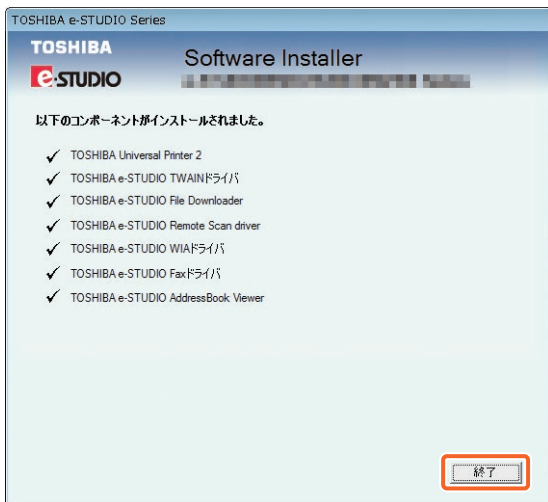 TOSHIBA e-STUDIO Series
TOSHIBA
e-STUDIO
Software Installer
以下のコンポーネントがインストールされました。
✓ TOSHIBA Universal Printer 2
✓ TOSHIBA e-STUDIO TWAINドライバ
✓ TOSHIBA e-STUDIO File Downloader
✓ TOSHIBA e-STUDIO Remote Scan driver
✓ TOSHIBA e-STUDIO WIAドライバ
✓ TOSHIBA e-STUDIO Faxドライバ
✓ TOSHIBA e-STUDIO AddressBook Viewer
終了